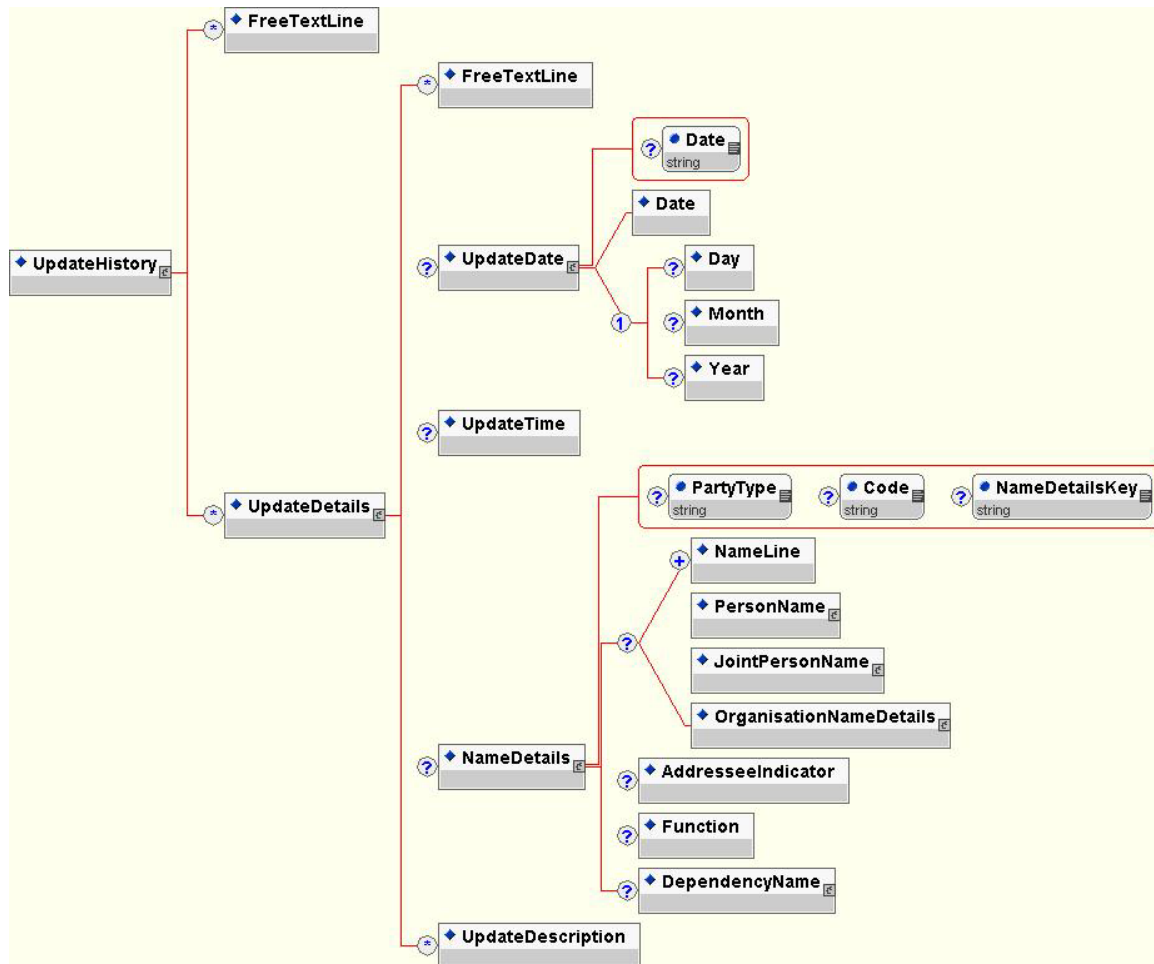 FreeTextLine
*
FreeTextLine
*
Date
?
string
Date
UpdateHistory
UpdateDate
?
Day
?
Month
?
1
Year
?
UpdateTime
?
UpdateDetails
*
PartyType Code NameDetailsKey
? ? ?
string string string
NameLine
+
PersonName
?
JointPersonName
OrganisationNameDetails
NameDetails
?
AddresseeIndicator
?
Function
?
DependencyName
?
UpdateDescription
*